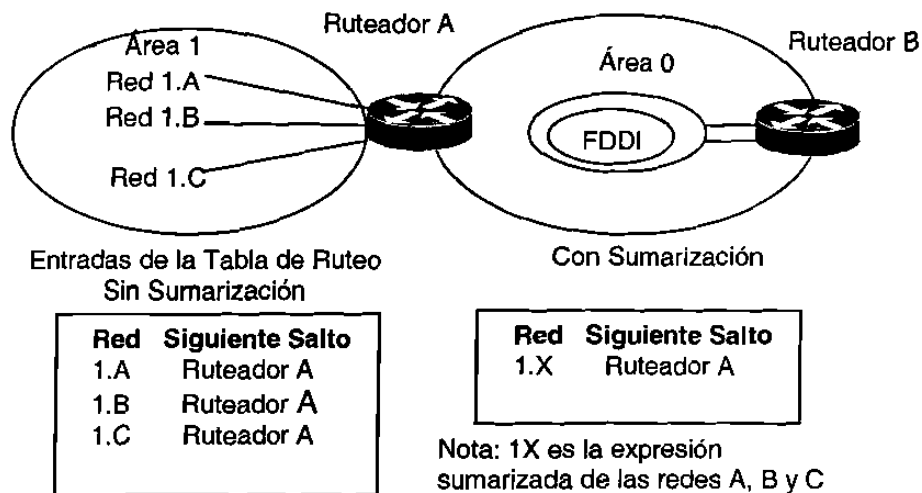 Ruteador A
Área 1
Ruteador B
Red 1.A
Área 0
Red 1.B
FDDI
Red 1.C
Entradas de la Tabla de Ruteo
Sin Sumarización
Con Sumarización
Red Siguiente Salto
1.A Ruteador A
1.B Ruteador A
1.C Ruteador A
Red Siguiente Salto
1.X Ruteador A
Nota: 1X es la expresión
sumarizada de las redes A, B y C